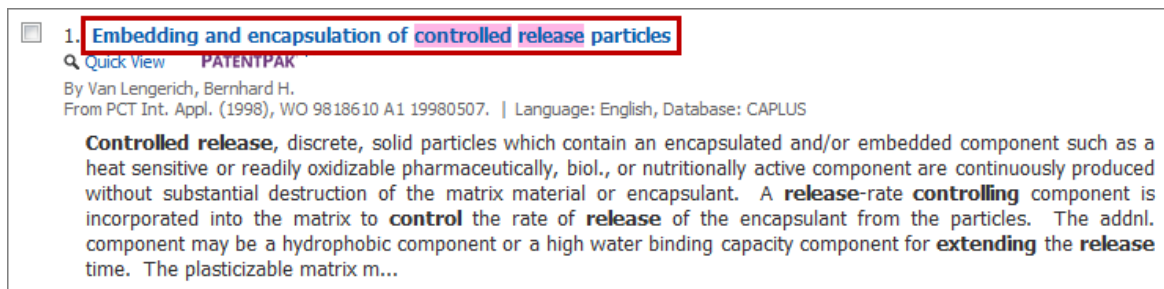 1. Embedding and encapsulation of controlled release particles
Quick View PATENTPAK
By Van Lengerich, Bernhard H.
From PCT Int. Appl. (1998), WO 9818610 A1 19980507. | Language: English, Database: CAPLUS
Controlled release, discrete, solid particles which contain an encapsulated and/or embedded component such as a
heat sensitive or readily oxidizable pharmaceutically, biol., or nutritionally active component are continuously produced
without substantial destruction of the matrix material or encapsulant. A release-rate controlling component is
incorporated into the matrix to control the rate of release of the encapsulant from the particles. The addnl.
component may be a hydrophobic component or a high water binding capacity component for extending the release
time. The plasticizable matrix m...